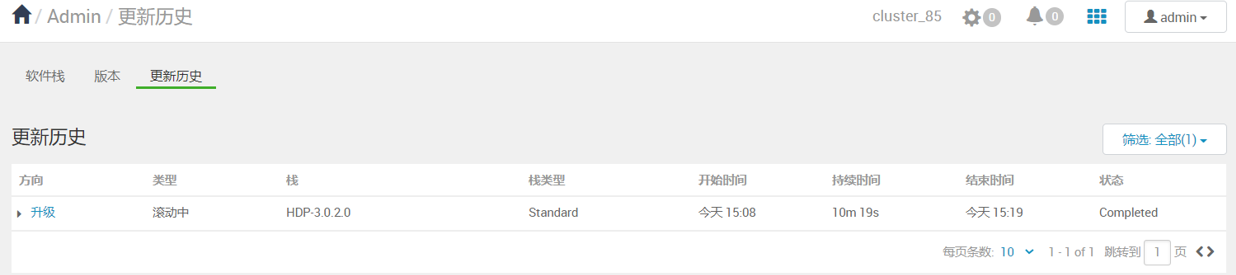 / Admin / 更新历史 cluster_85 0 0 admin
软件栈 版本 更新历史
更新历史 筛选: 全部(1)
方向 类型 栈 栈类型 开始时间 持续时间 结束时间 状态
升级 滚动中 HDP-3.0.2.0 Standard 今天 15:08 10m 19s 今天 15:19 Completed
每页条数: 10 1 - 1 of 1 跳转到 1 页